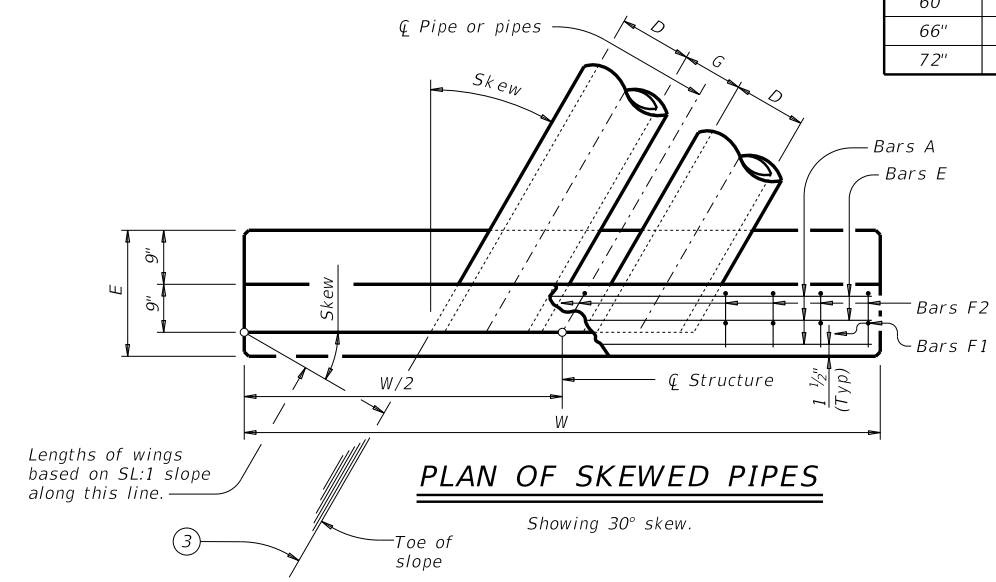 60"
66"
72"
℄ Pipe or pipes
D
G
D
Skew
Bars A
Bars E
9"
E
9"
Skew
Bars F2
Bars F1
1 ½"
(Typ)
W/2
℄ Structure
W
Lengths of wings
based on SL:1 slope
along this line.
PLAN OF SKEWED PIPES
Showing 30° skew.
3
Toe of
slope